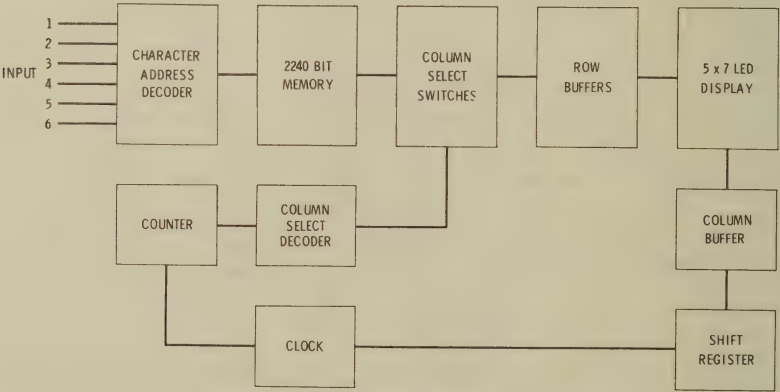 INPUT
1
2
3
4
5
6
CHARACTER
ADDRESS
DECODER
2240 BIT
MEMORY
COLUMN
SELECT
SWITCHES
ROW
BUFFERS
5 x 7 LED
DISPLAY
COUNTER
COLUMN
SELECT
DECODER
COLUMN
BUFFER
CLOCK
SHIFT
REGISTER